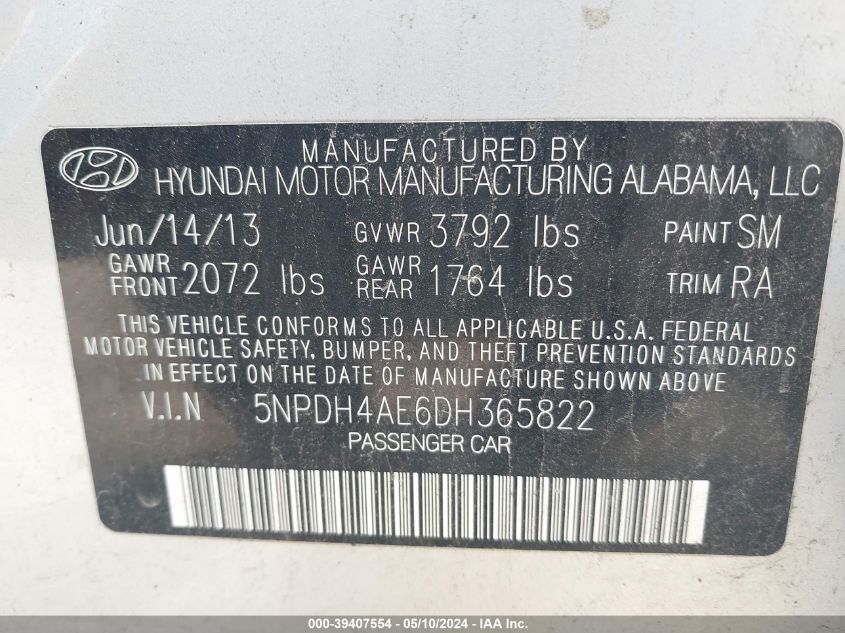 MANUFACTURED BY
HYUNDAI MOTOR MANUFACTURING ALABAMA, LLC
Jun/14/13 GVWR 3792 lbs PAINT SM
GAWR FRONT 2072 lbs GAWR REAR 1764 lbs TRIM RA
THIS VEHICLE CONFORMS TO ALL APPLICABLE U.S.A. FEDERAL
MOTOR VEHICLE SAFETY, BUMPER, AND THEFT PREVENTION STANDARDS
IN EFFECT ON THE DATE OF MANUFACTURE SHOWN ABOVE
V.I.N 5NPDH4AE6DH365822
PASSENGER CAR
000-39407554 - 05/10/2024 - IAA Inc.